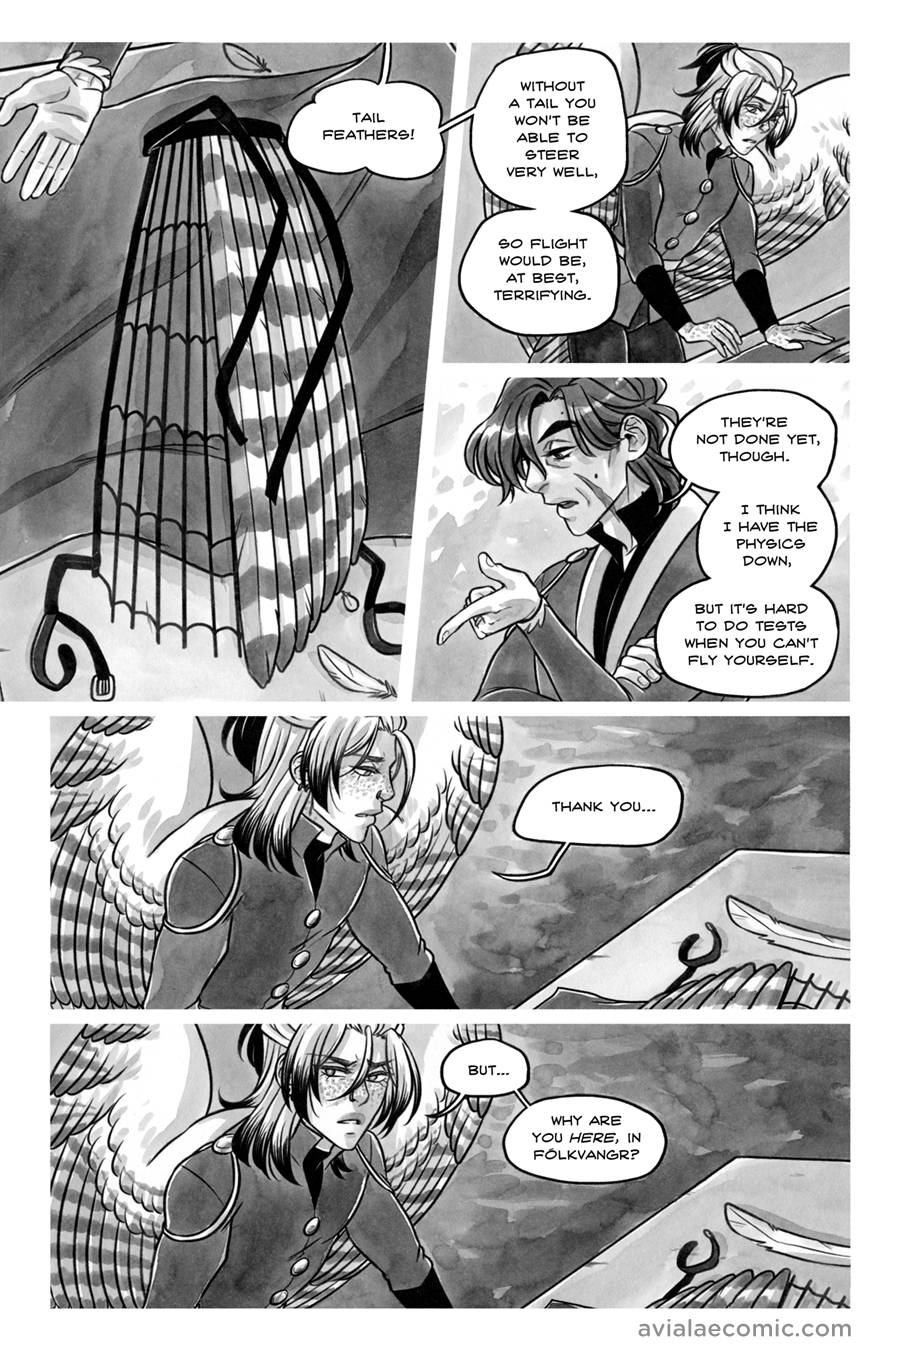 TAIL
FEATHERS!
WITHOUT
A TAIL YOU
WON'T BE
ABLE TO
STEER
VERY WELL,
SO FLIGHT
WOULD BE,
AT BEST,
TERRIFYING.
THEY'RE
NOT DONE YET,
THOUGH.
I THINK
I HAVE THE
PHYSICS
DOWN,
BUT IT'S HARD
TO DO TESTS
WHEN YOU CAN'T
FLY YOURSELF.
THANK YOU...
BUT...
WHY ARE
YOU HERE, IN
FÓLKVANGR?
avialaecomic.com